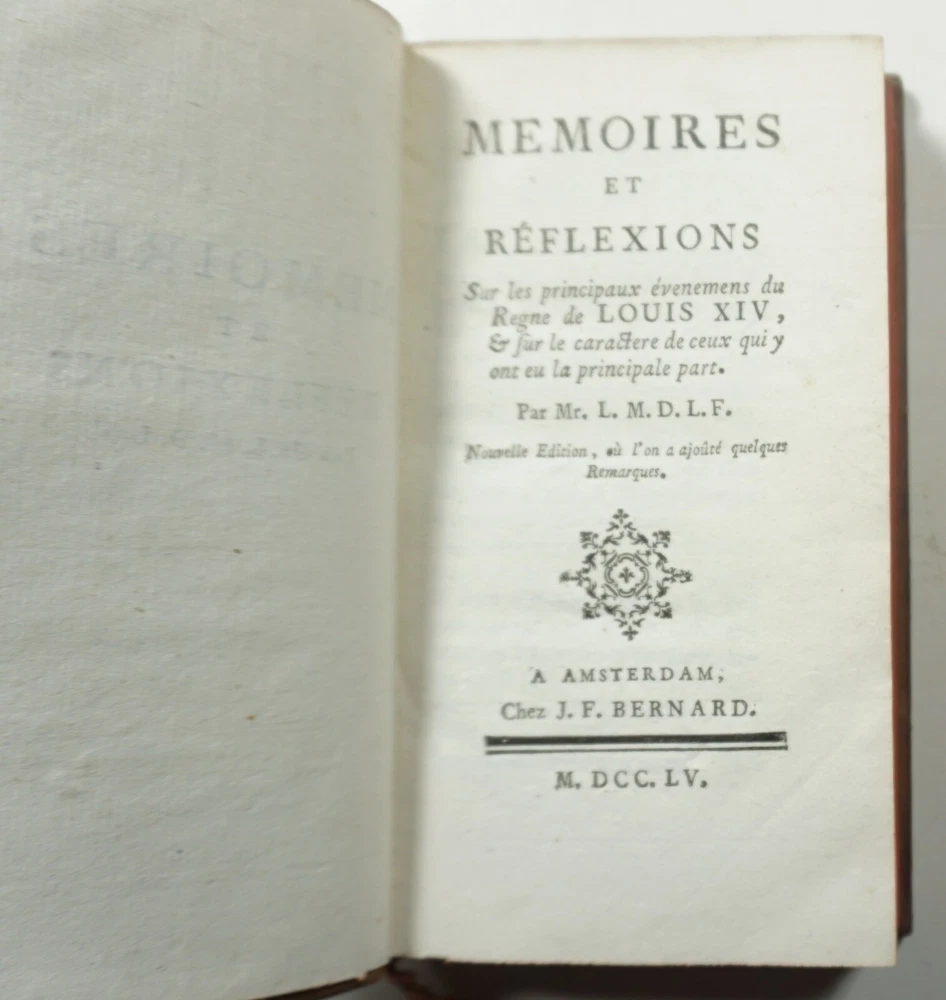 MEMOIRES
ET
RÉFLEXIONS
Sur les principaux évenemens du
Regne de LOUIS XIV,
& sur le caractere de ceux qui y
ont eu la principale part.
Par Mr. L. M. D. L. F.
Nouvelle Edition, où l'on a ajoûté quelques
Remarques.
A AMSTERDAM,
Chez J. F. BERNARD.
M. DCC. LV.